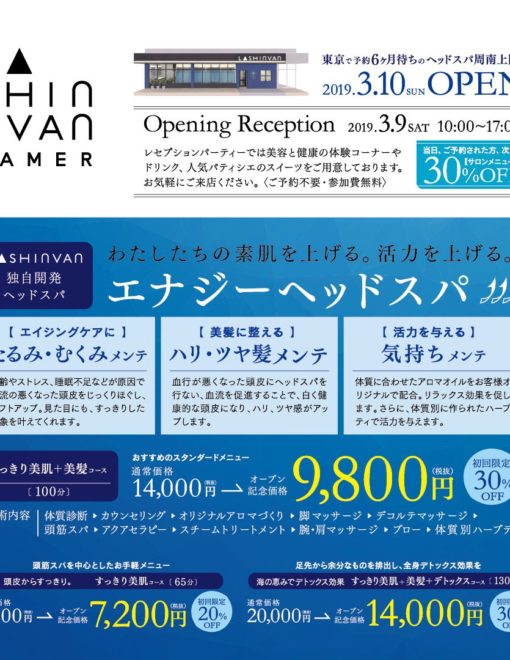 SHIN
VAN
AMER
LASHINVAN
東京で予約6ヶ月待ちのヘッドスパ周南上
2019.3.10 SUN OPEN
Opening Reception 2019.3.9 SAT 10:00~17:0
レセプションパーティーでは美容と健康の体験コーナーや
ドリンク、人気パティシエのスイーツをご用意しております。
お気軽にご来店ください。〈ご予約不要・参加費無料〉
当日、ご予約された方、次
【サロンメニュー
30%OFF
LASHINVAN
独自開発
ヘッドスパ
わたしたちの素肌を上げる。活力を上げる。
エナジーヘッドスパ
【 エイジングケアに 】
たるみ・むくみメンテ
齢やストレス、睡眠不足などが原因で
流の悪くなった頭皮をじっくりほぐし、
フトアップ。見た目にも、すっきりした
象を叶えてくれます。
【 美髪に整える 】
ハリ・ツヤ髪メンテ
血行が悪くなった頭皮にヘッドスパを
行ない、血流を促進することで、白く健
康的な頭皮になり、ハリ、ツヤ感がアッ
プします。
【 活力を与える 】
気持ちメンテ
体質に合わせたアロマオイルをお客様オ
リジナルで配合。リラックス効果を促し
ます。さらに、体質別に作られたハーブ
ティで活力を与えます。
すっきり美肌+美髪コース
〔 100分 〕
おすすめのスタンダードメニュー
通常価格
14,000円(税抜)
→ オープン
記念価格
9,800円(税抜)
初回限定
30%
OFF
術内容
体質診断 ▸ カウンセリング ▸ オリジナルアロマづくり ▸ 脚マッサージ ▸ デコルテマッサージ ▸
頭筋スパ ▸ アクアセラピー ▸ スチームトリートメント ▸ 腕・肩マッサージ ▸ ブロー ▸ 体質別ハーブテ
頭筋スパを中心としたお手軽メニュー
頭皮からすっきり。 すっきり美肌コース〔 65分 〕
価格
000円(税抜)
→ オープン
記念価格
7,200円(税抜)
初回限定
20%
OFF
足先から余分なものを排出し、全身デトックス効果を
海の恵みでデトックス効果 すっきり美肌+美髪+デトックスコース〔 130
通常価格
20,000円(税抜)
→ オープン
記念価格
14,000円(税抜)
初回限
30
OFF